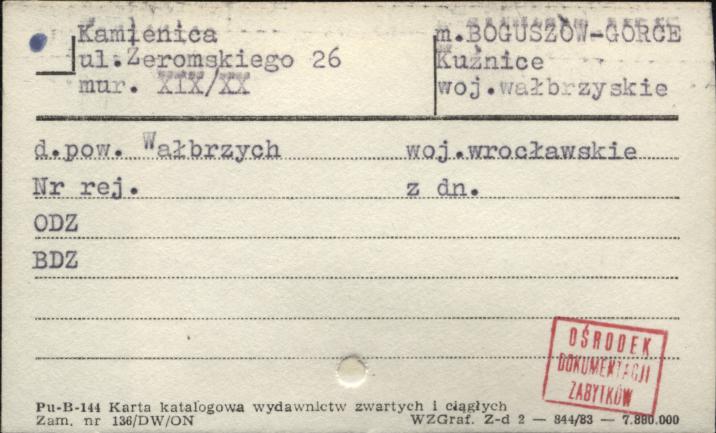 Kamienica
ul.Żeromskiego 26
mur. XIX/XX
m.BOGUSZÓW-GORCE
Kuźnice
woj.wałbrzyskie
d.pow. Wałbrzych woj.wrocławskie
Nr rej. z dn.
ODZ
BDZ
OŚRODEK
DOKUMENTACJI
ZABYTKÓW
Pu-B-144 Karta katalogowa wydawnictw zwartych i ciągłych
Zam. nr 136/DW/ON WZGraf. Z-d 2 — 844/83 — 7.880.000